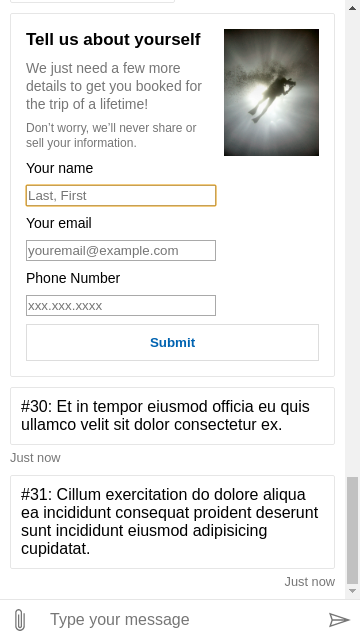 Tell us about yourself
We just need a few more
details to get you booked for
the trip of a lifetime!
Don't worry, we'll never share or
sell your information.
Your name
Last, First
Your email
youremail@example.com
Phone Number
xxx.xxx.xxxx
Submit
#30: Et in tempor eiusmod officia eu quis
ullamco velit sit dolor consectetur ex.
Just now
#31: Cillum exercitation do dolore aliqua
ea incididunt consequat proident deserunt
sunt incididunt eiusmod adipisicing
cupidatat.
Just now
Type your message